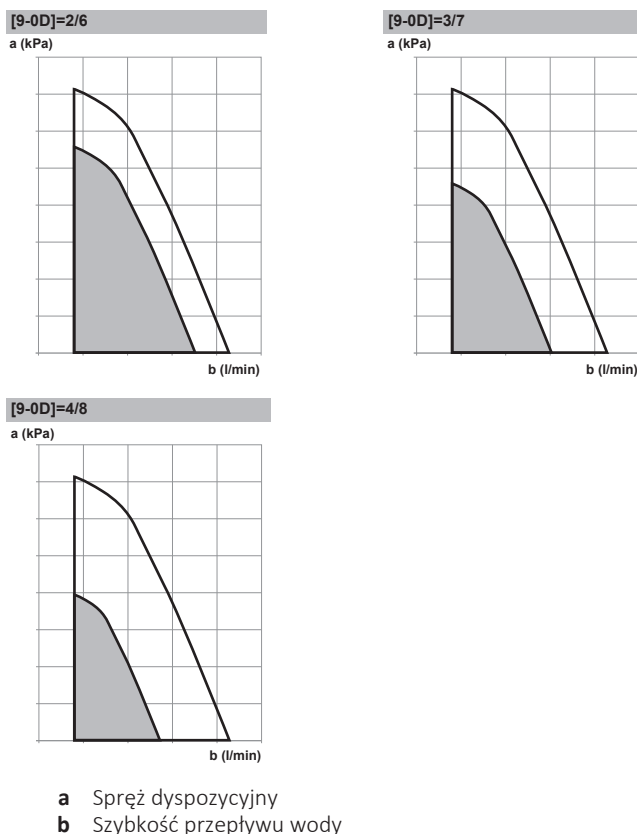 [9-0D]=2/6
a (kPa)
b (l/min)
[9-0D]=3/7
a (kPa)
b (l/min)
[9-0D]=4/8
a (kPa)
b (l/min)
a Spręż dyspozycyjny
b Szybkość przepływu wody